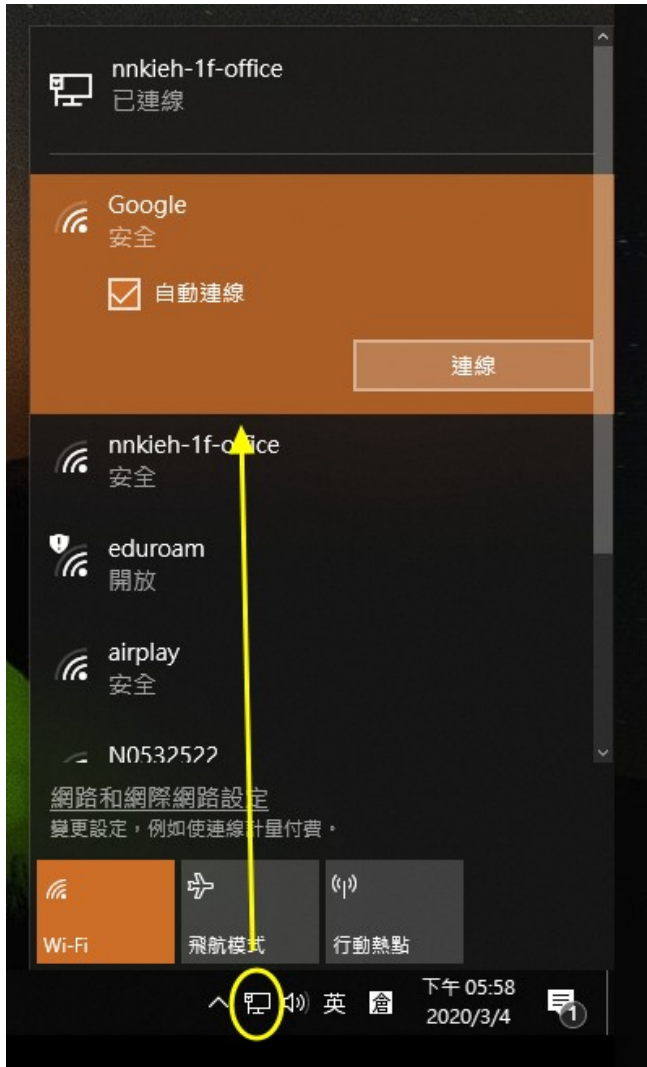 nnkieh-1f-office
已連線
Google
安全
自動連線
連線
nnkieh-1f-office
安全
eduroam
開放
airplay
安全
N0532522
網路和網際網路設定
變更設定，例如使連線計量付費。
Wi-Fi
飛航模式
行動熱點
英 倉 下午 05:58
2020/3/4
1